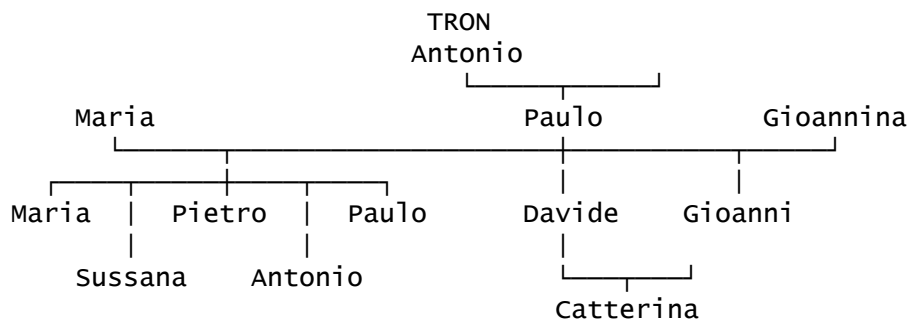 TRON
Antonio
Maria Paulo Gioannina
Maria Pietro Paulo Davide Gioanni
Sussana Antonio
Catterina